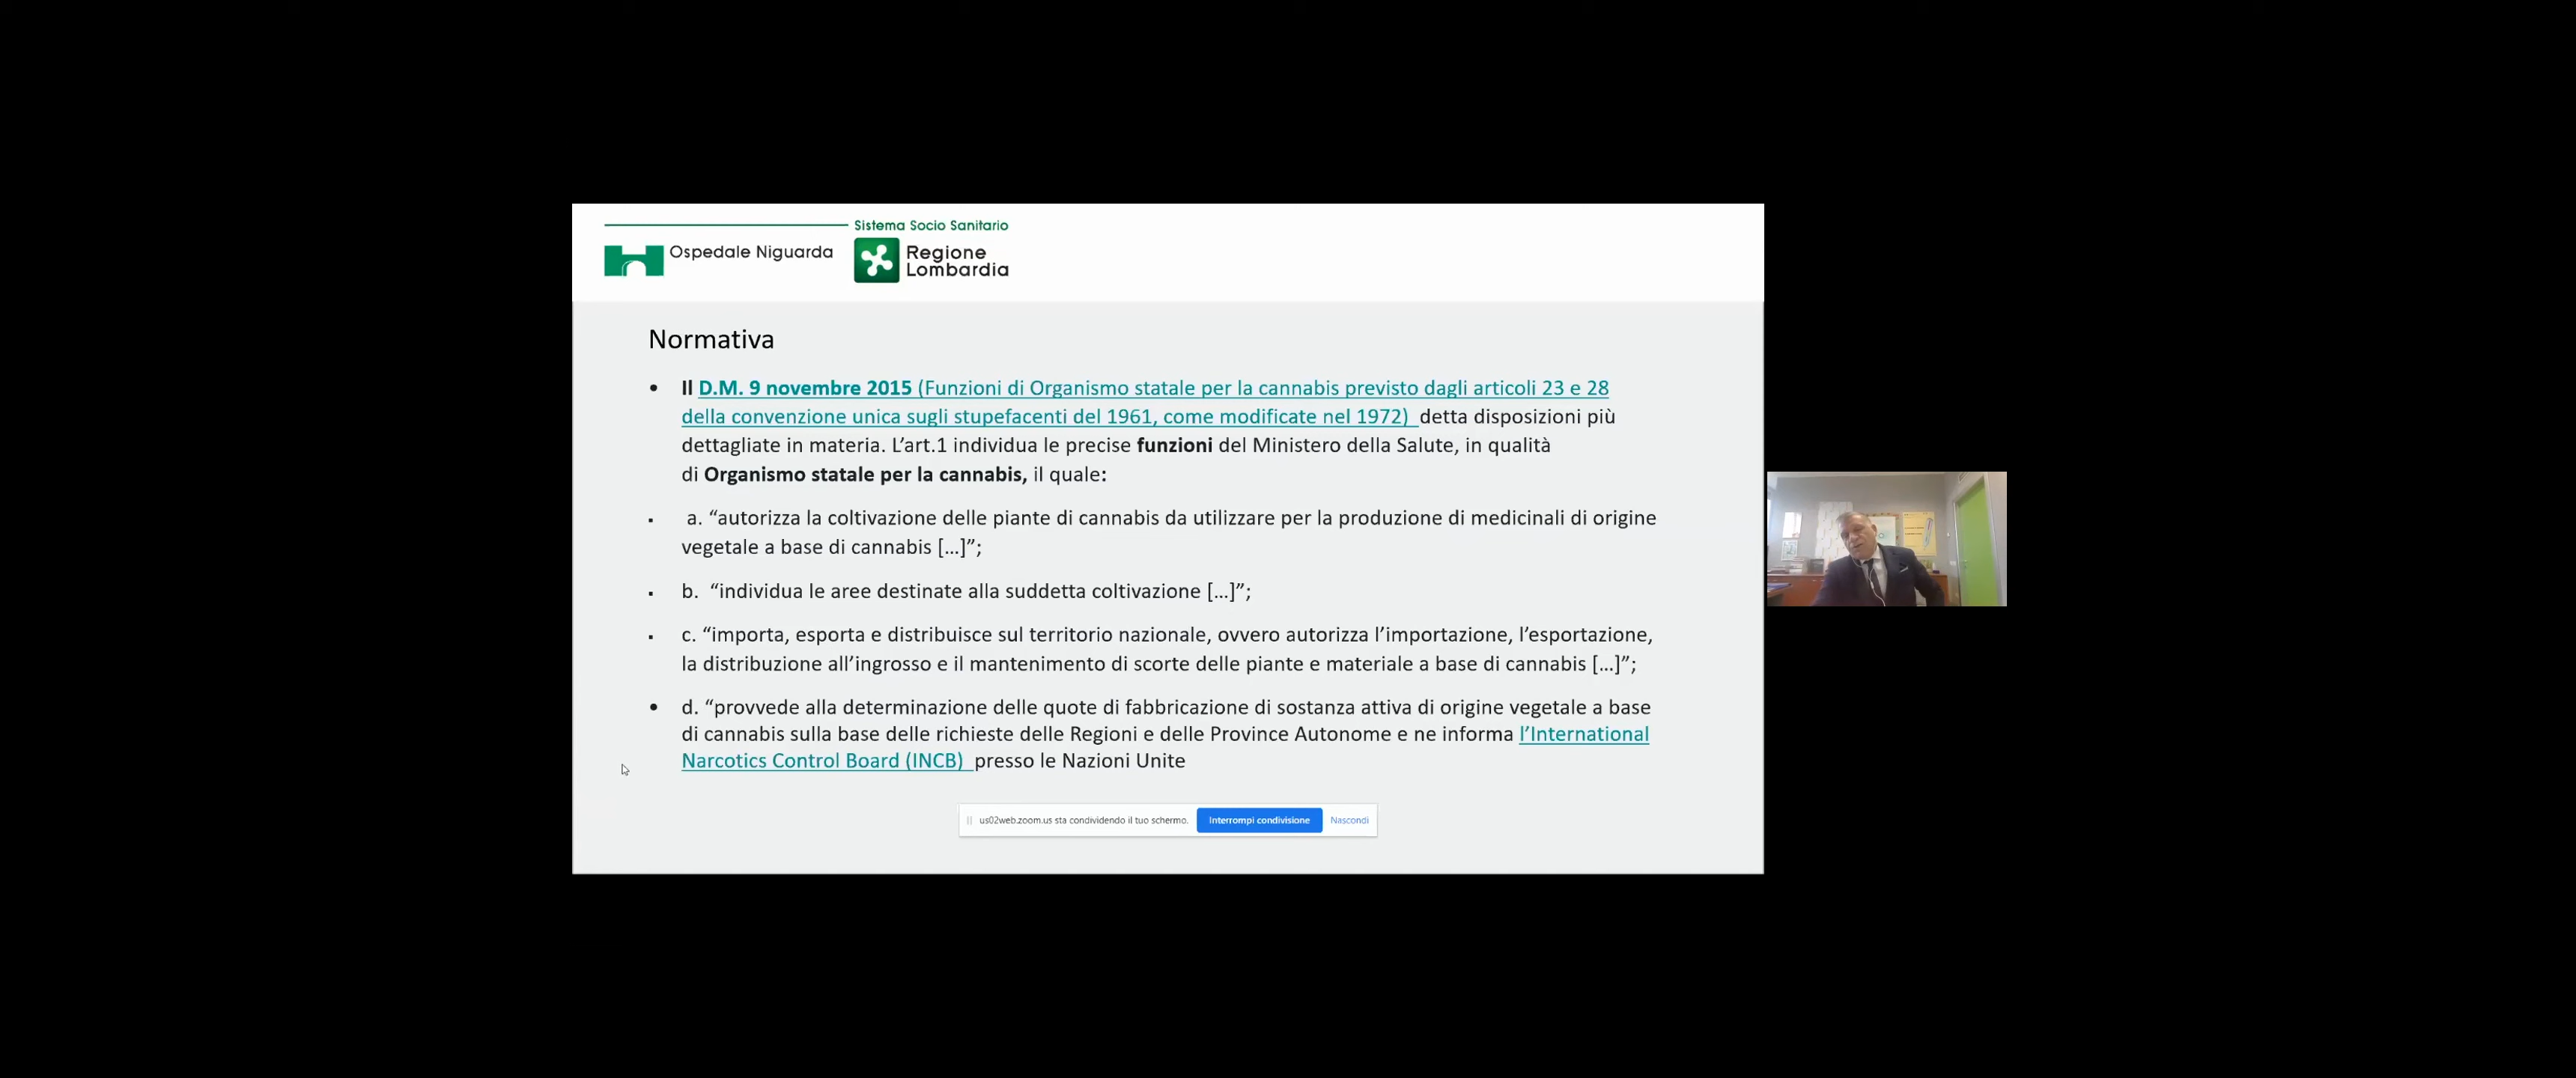 Sistema Socio Sanitario
Ospedale Niguarda
Regione
Lombardia
Normativa
• Il D.M. 9 novembre 2015 (Funzioni di Organismo statale per la cannabis previsto dagli articoli 23 e 28
della convenzione unica sugli stupefacenti del 1961, come modificate nel 1972) detta disposizioni più
dettagliate in materia. L’art.1 individua le precise funzioni del Ministero della Salute, in qualità
di Organismo statale per la cannabis, il quale:
▪ a. “autorizza la coltivazione delle piante di cannabis da utilizzare per la produzione di medicinali di origine
vegetale a base di cannabis [...]”;
▪ b. “individua le aree destinate alla suddetta coltivazione [...]”;
▪ c. “importa, esporta e distribuisce sul territorio nazionale, ovvero autorizza l’importazione, l’esportazione,
la distribuzione all’ingrosso e il mantenimento di scorte delle piante e materiale a base di cannabis [...]”;
• d. “provvede alla determinazione delle quote di fabbricazione di sostanza attiva di origine vegetale a base
di cannabis sulla base delle richieste delle Regioni e delle Province Autonome e ne informa l’International
Narcotics Control Board (INCB) presso le Nazioni Unite
us02web.zoom.us sta condividendo il tuo schermo. Interrompi condivisione Nascondi